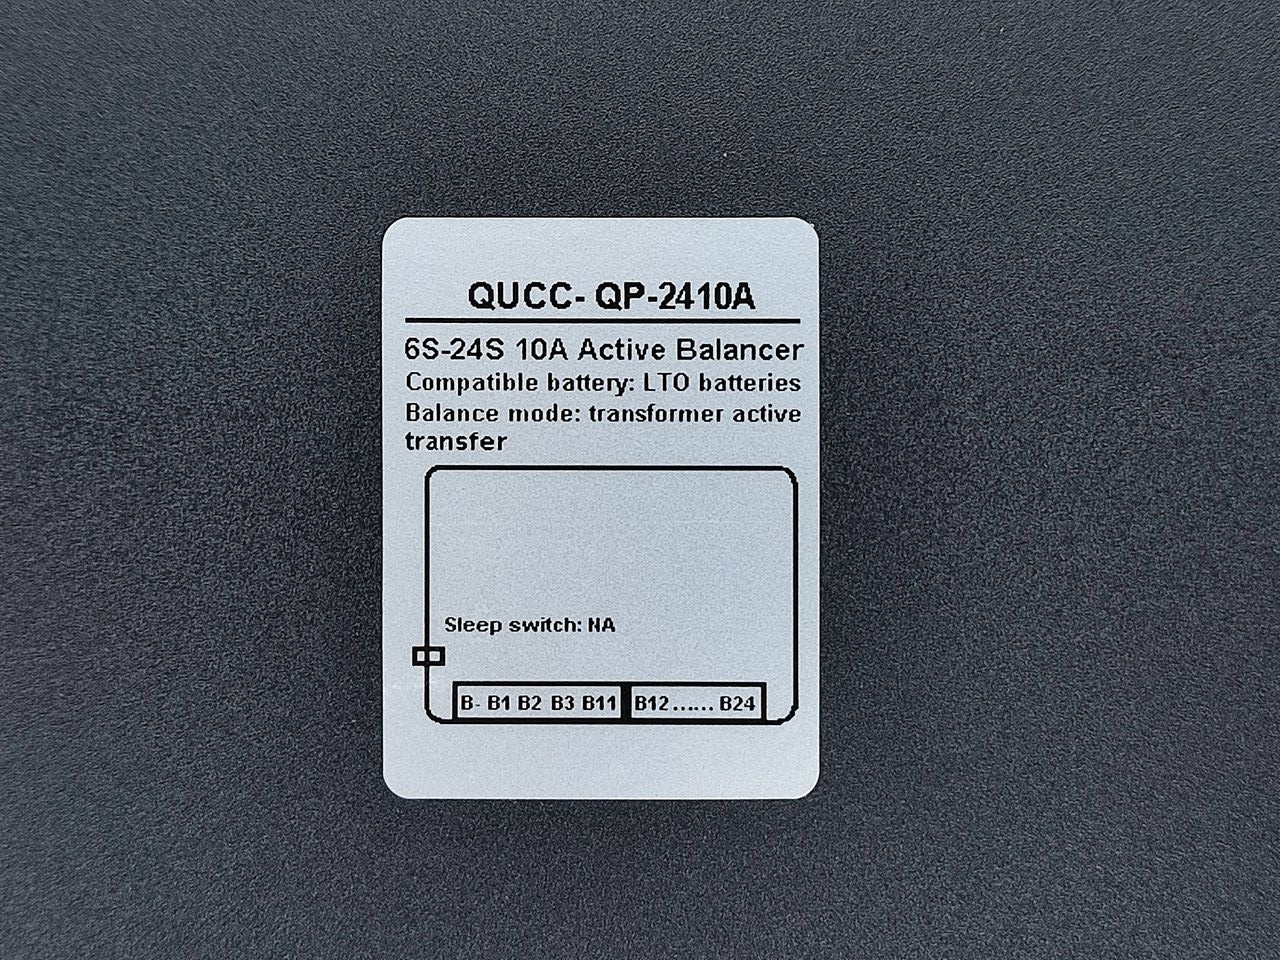 QUCC- QP-2410A
6S-24S 10A Active Balancer
Compatible battery: LTO batteries
Balance mode: transformer active
transfer
Sleep switch: NA
B- B1 B2 B3 B11 B12...... B24